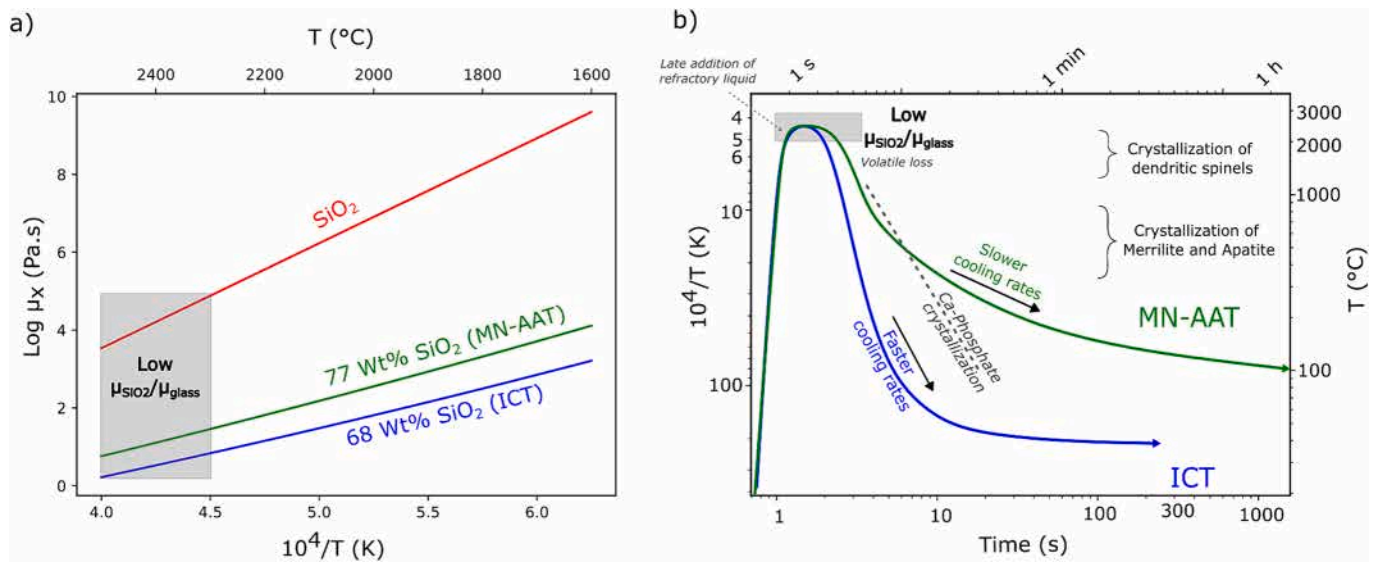 a)
T (°C)
2400 2200 2000 1800 1600
10
8
6
4
2
0
Log μx (Pa.s)
SiO₂
Low
μSiO2/μglass
77 Wt% SiO₂ (MN-AAT)
68 Wt% SiO₂ (ICT)
4.0 4.5 5.0 5.5 6.0
10⁴/T (K)
b)
Late addition of
refractory liquid
1 s 1 min 1 h
4
5
6
10
100
10⁴/T (K)
Low
μSIO2/μglass
Volatile loss
Crystallization of
dendritic spinels
Crystallization of
Merrilite and Apatite
Slower
cooling rates
Faster
cooling rates
Ca-Phosphate
crystallization
MN-AAT
ICT
3000
2000
1000
100
T (°C)
1 10 100 300 1000
Time (s)